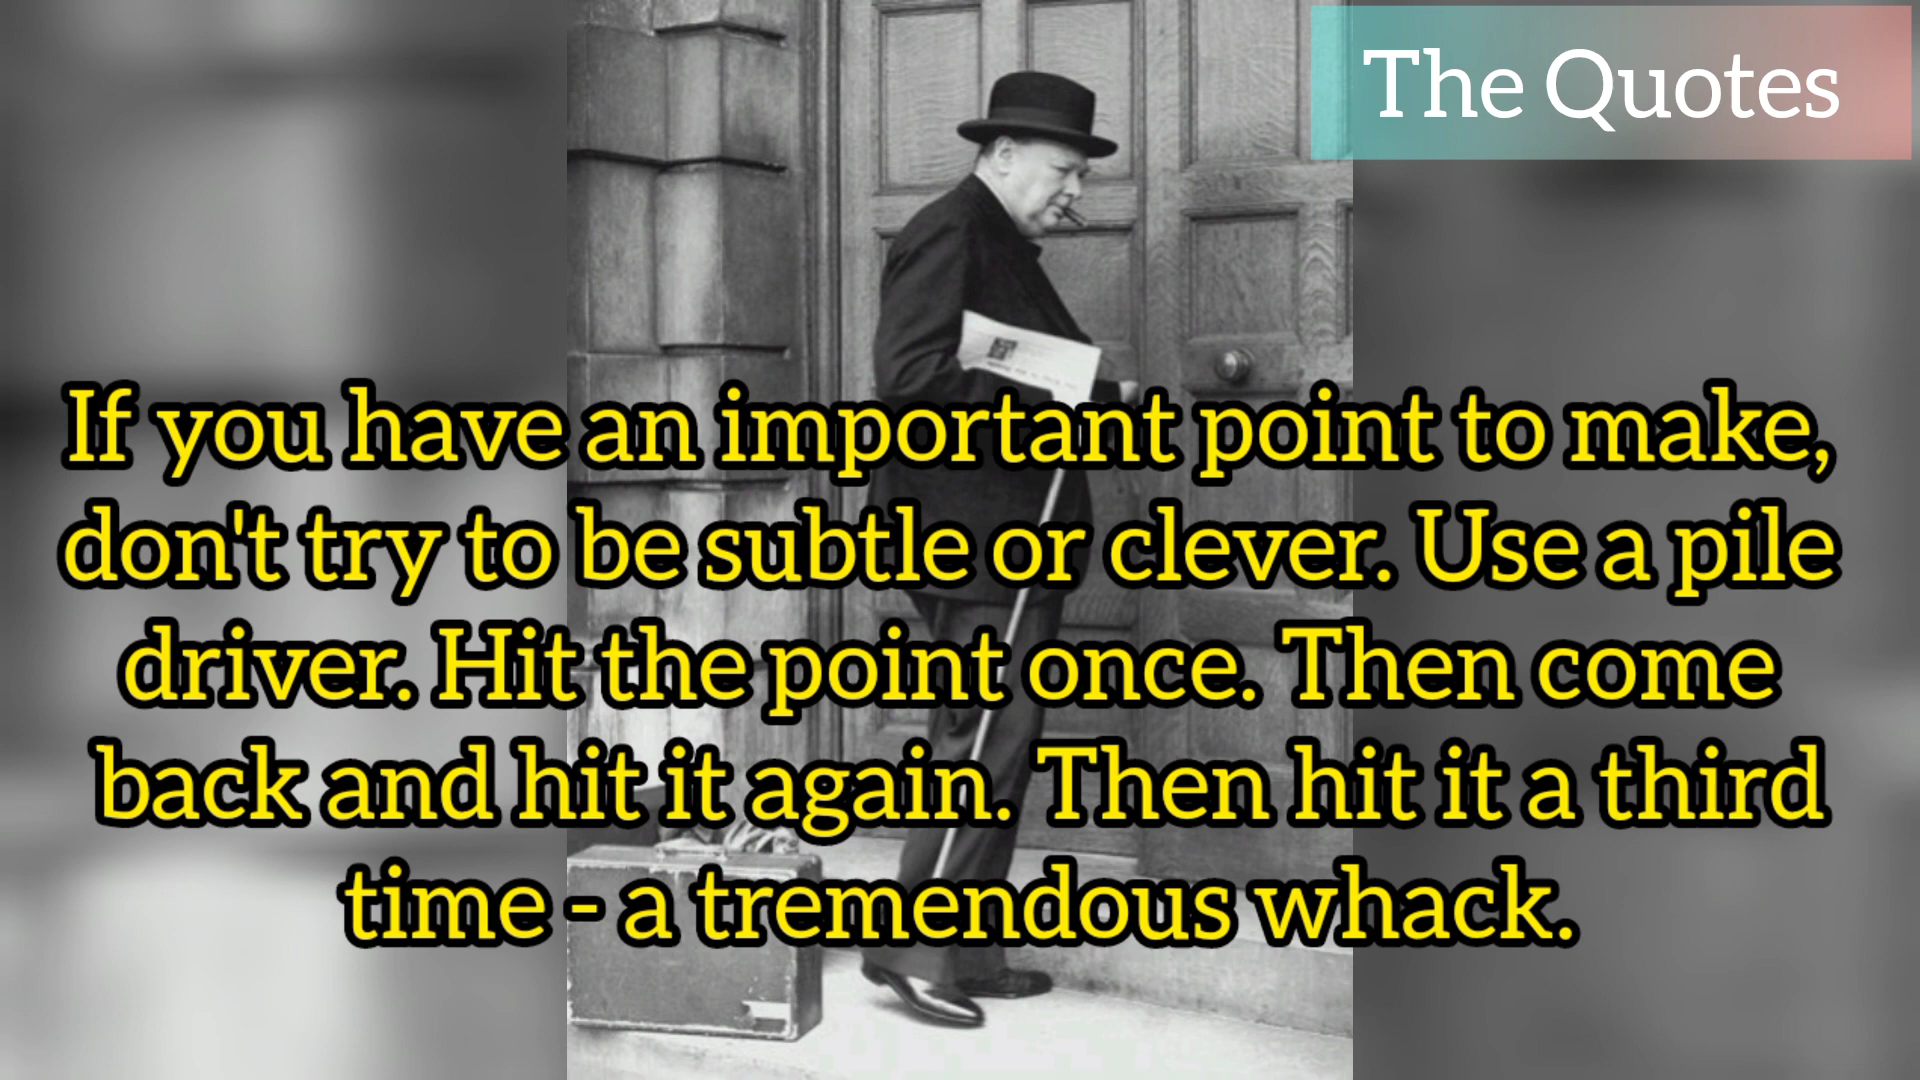 The Quotes
If you have an important point to make,
don't try to be subtle or clever. Use a pile
driver. Hit the point once. Then come
back and hit it again. Then hit it a third
time - a tremendous whack.